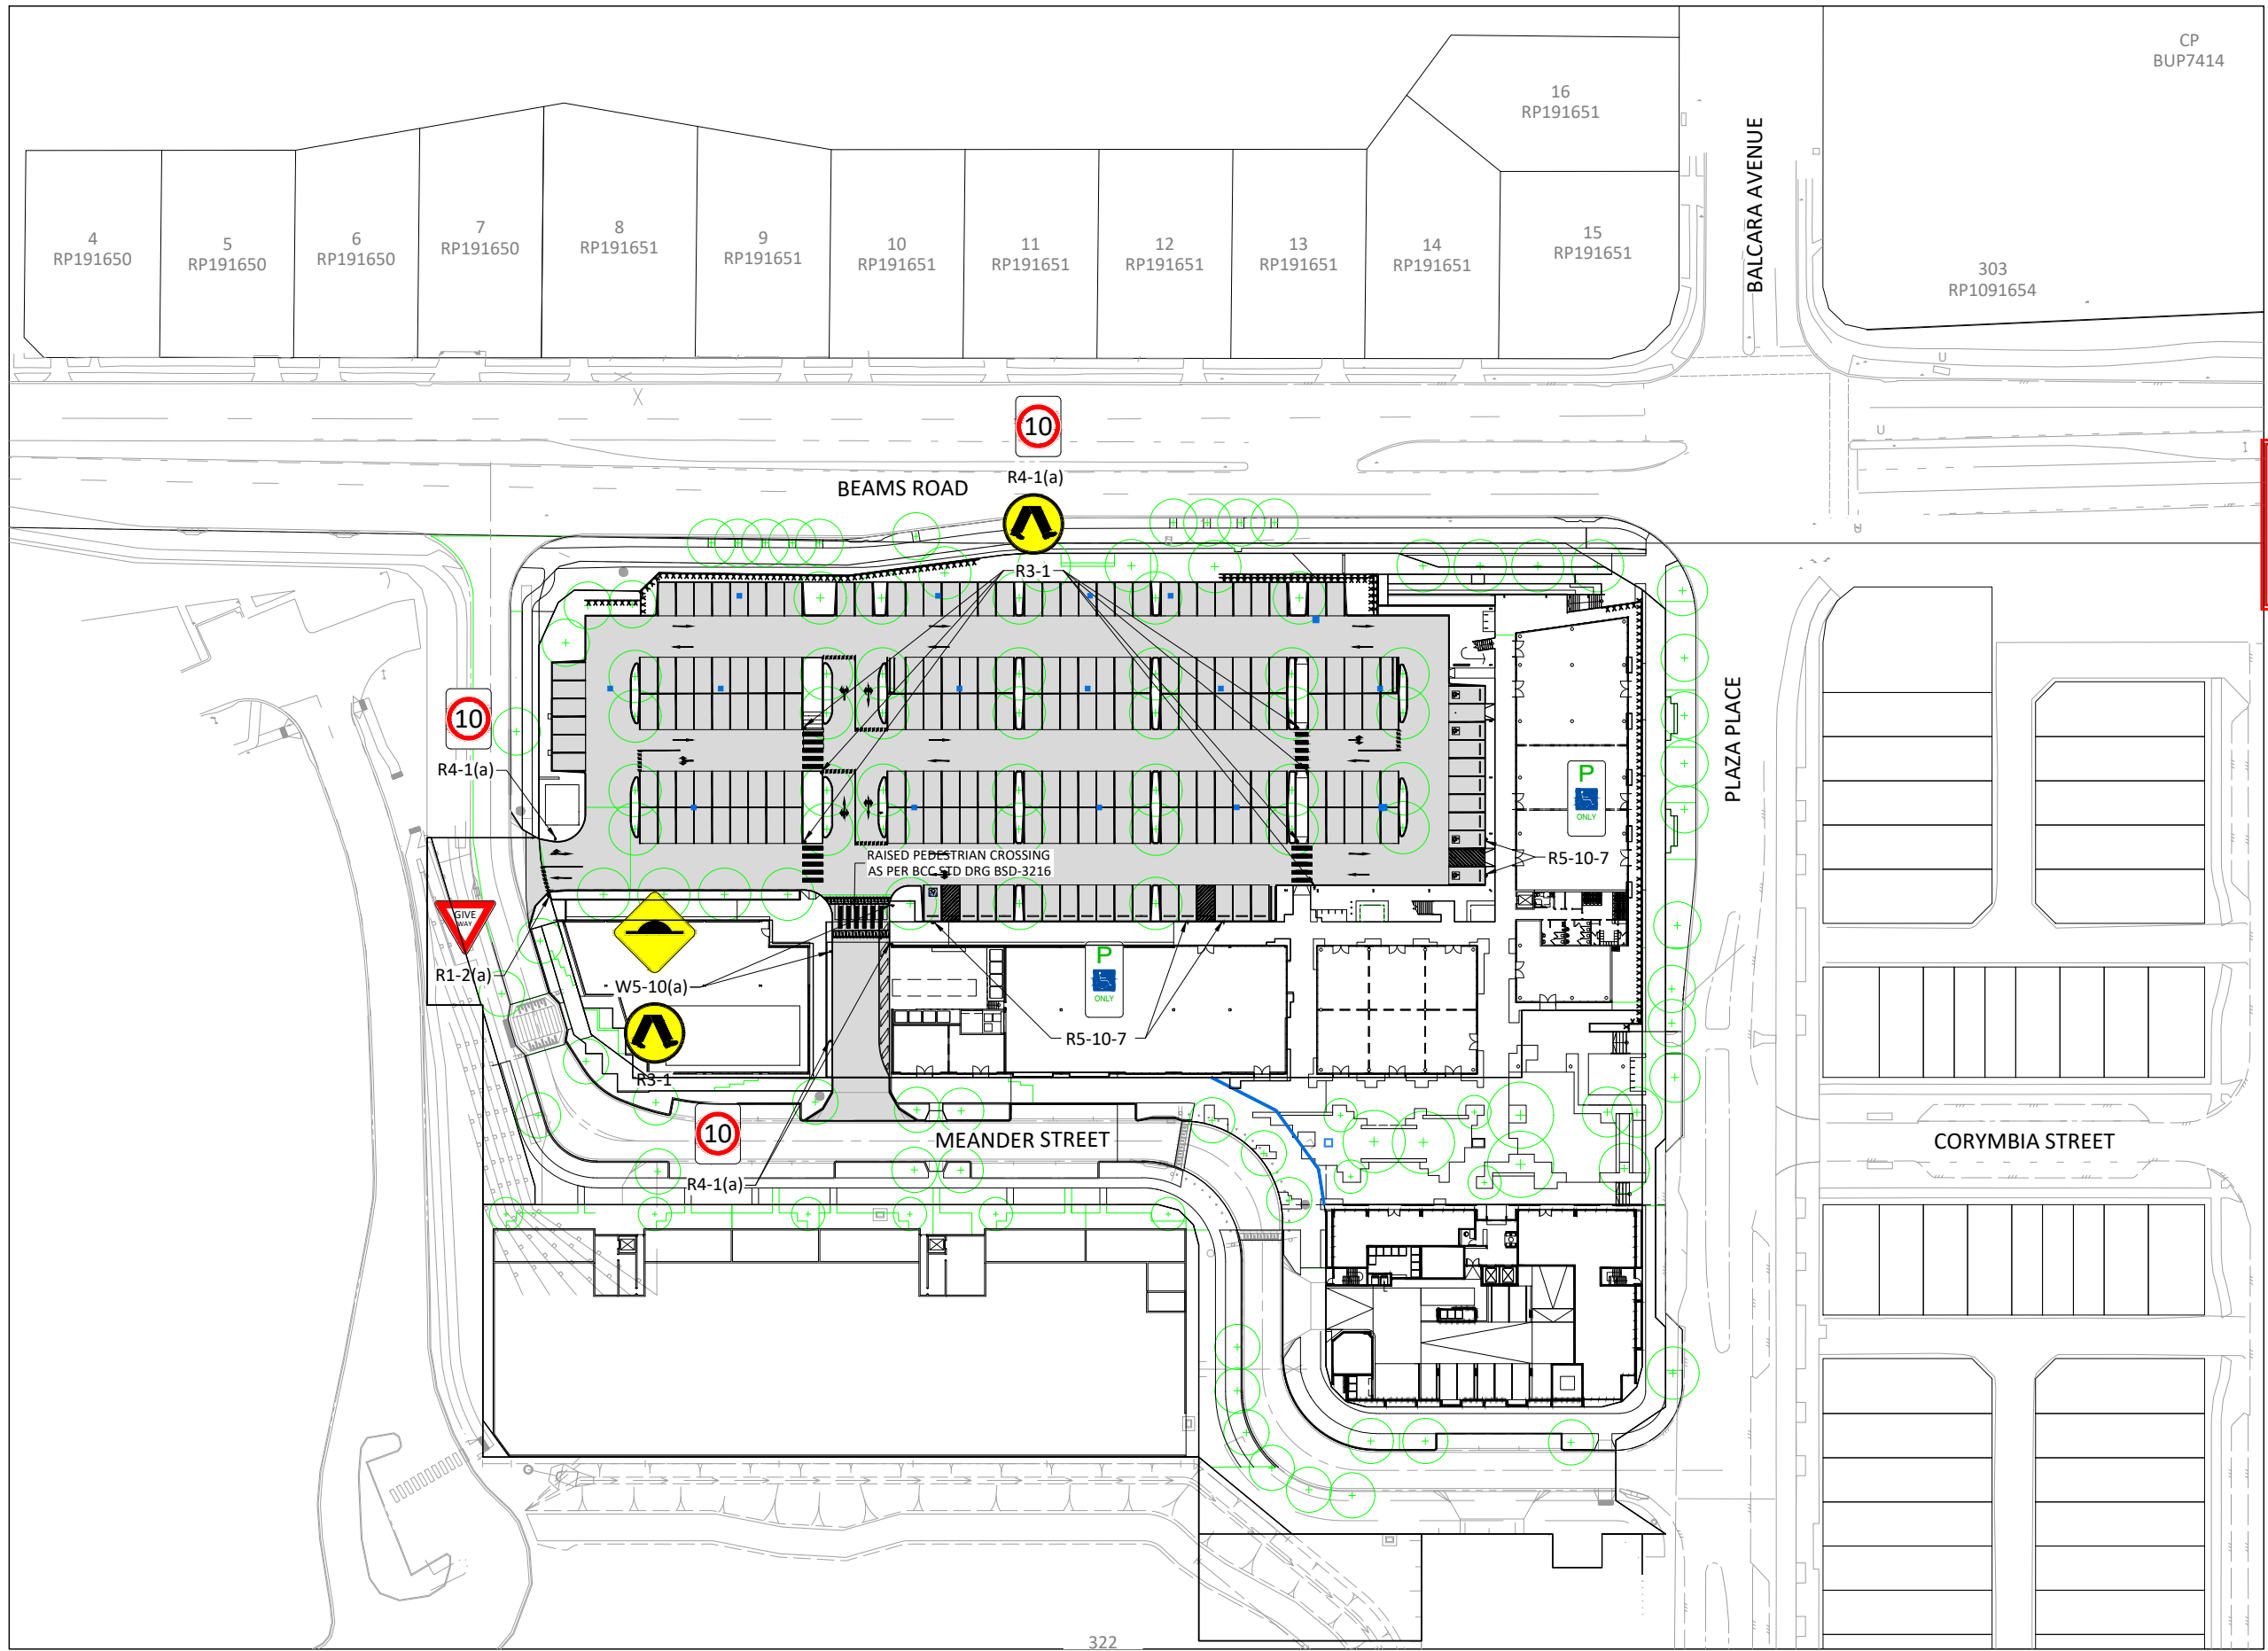 CP
BUP7414
16
RP191651
BALCARA AVENUE
4
RP191650
5
RP191650
6
RP191650
7
RP191650
8
RP191651
9
RP191651
10
RP191651
11
RP191651
12
RP191651
13
RP191651
14
RP191651
15
RP191651
303
RP1091654
U
U
10
R4-1(a)
BEAMS ROAD
R3-1
10
R4-1(a)
PLAZA PLACE
P
ONLY
R5-10-7
RAISED PEDESTRIAN CROSSING
AS PER BCC STD DRG BSD-3216
GIVE
WAY
R1-2(a)
W5-10(a)
P
ONLY
R5-10-7
R3-1
10
MEANDER STREET
CORYMBIA STREET
R4-1(a)
322